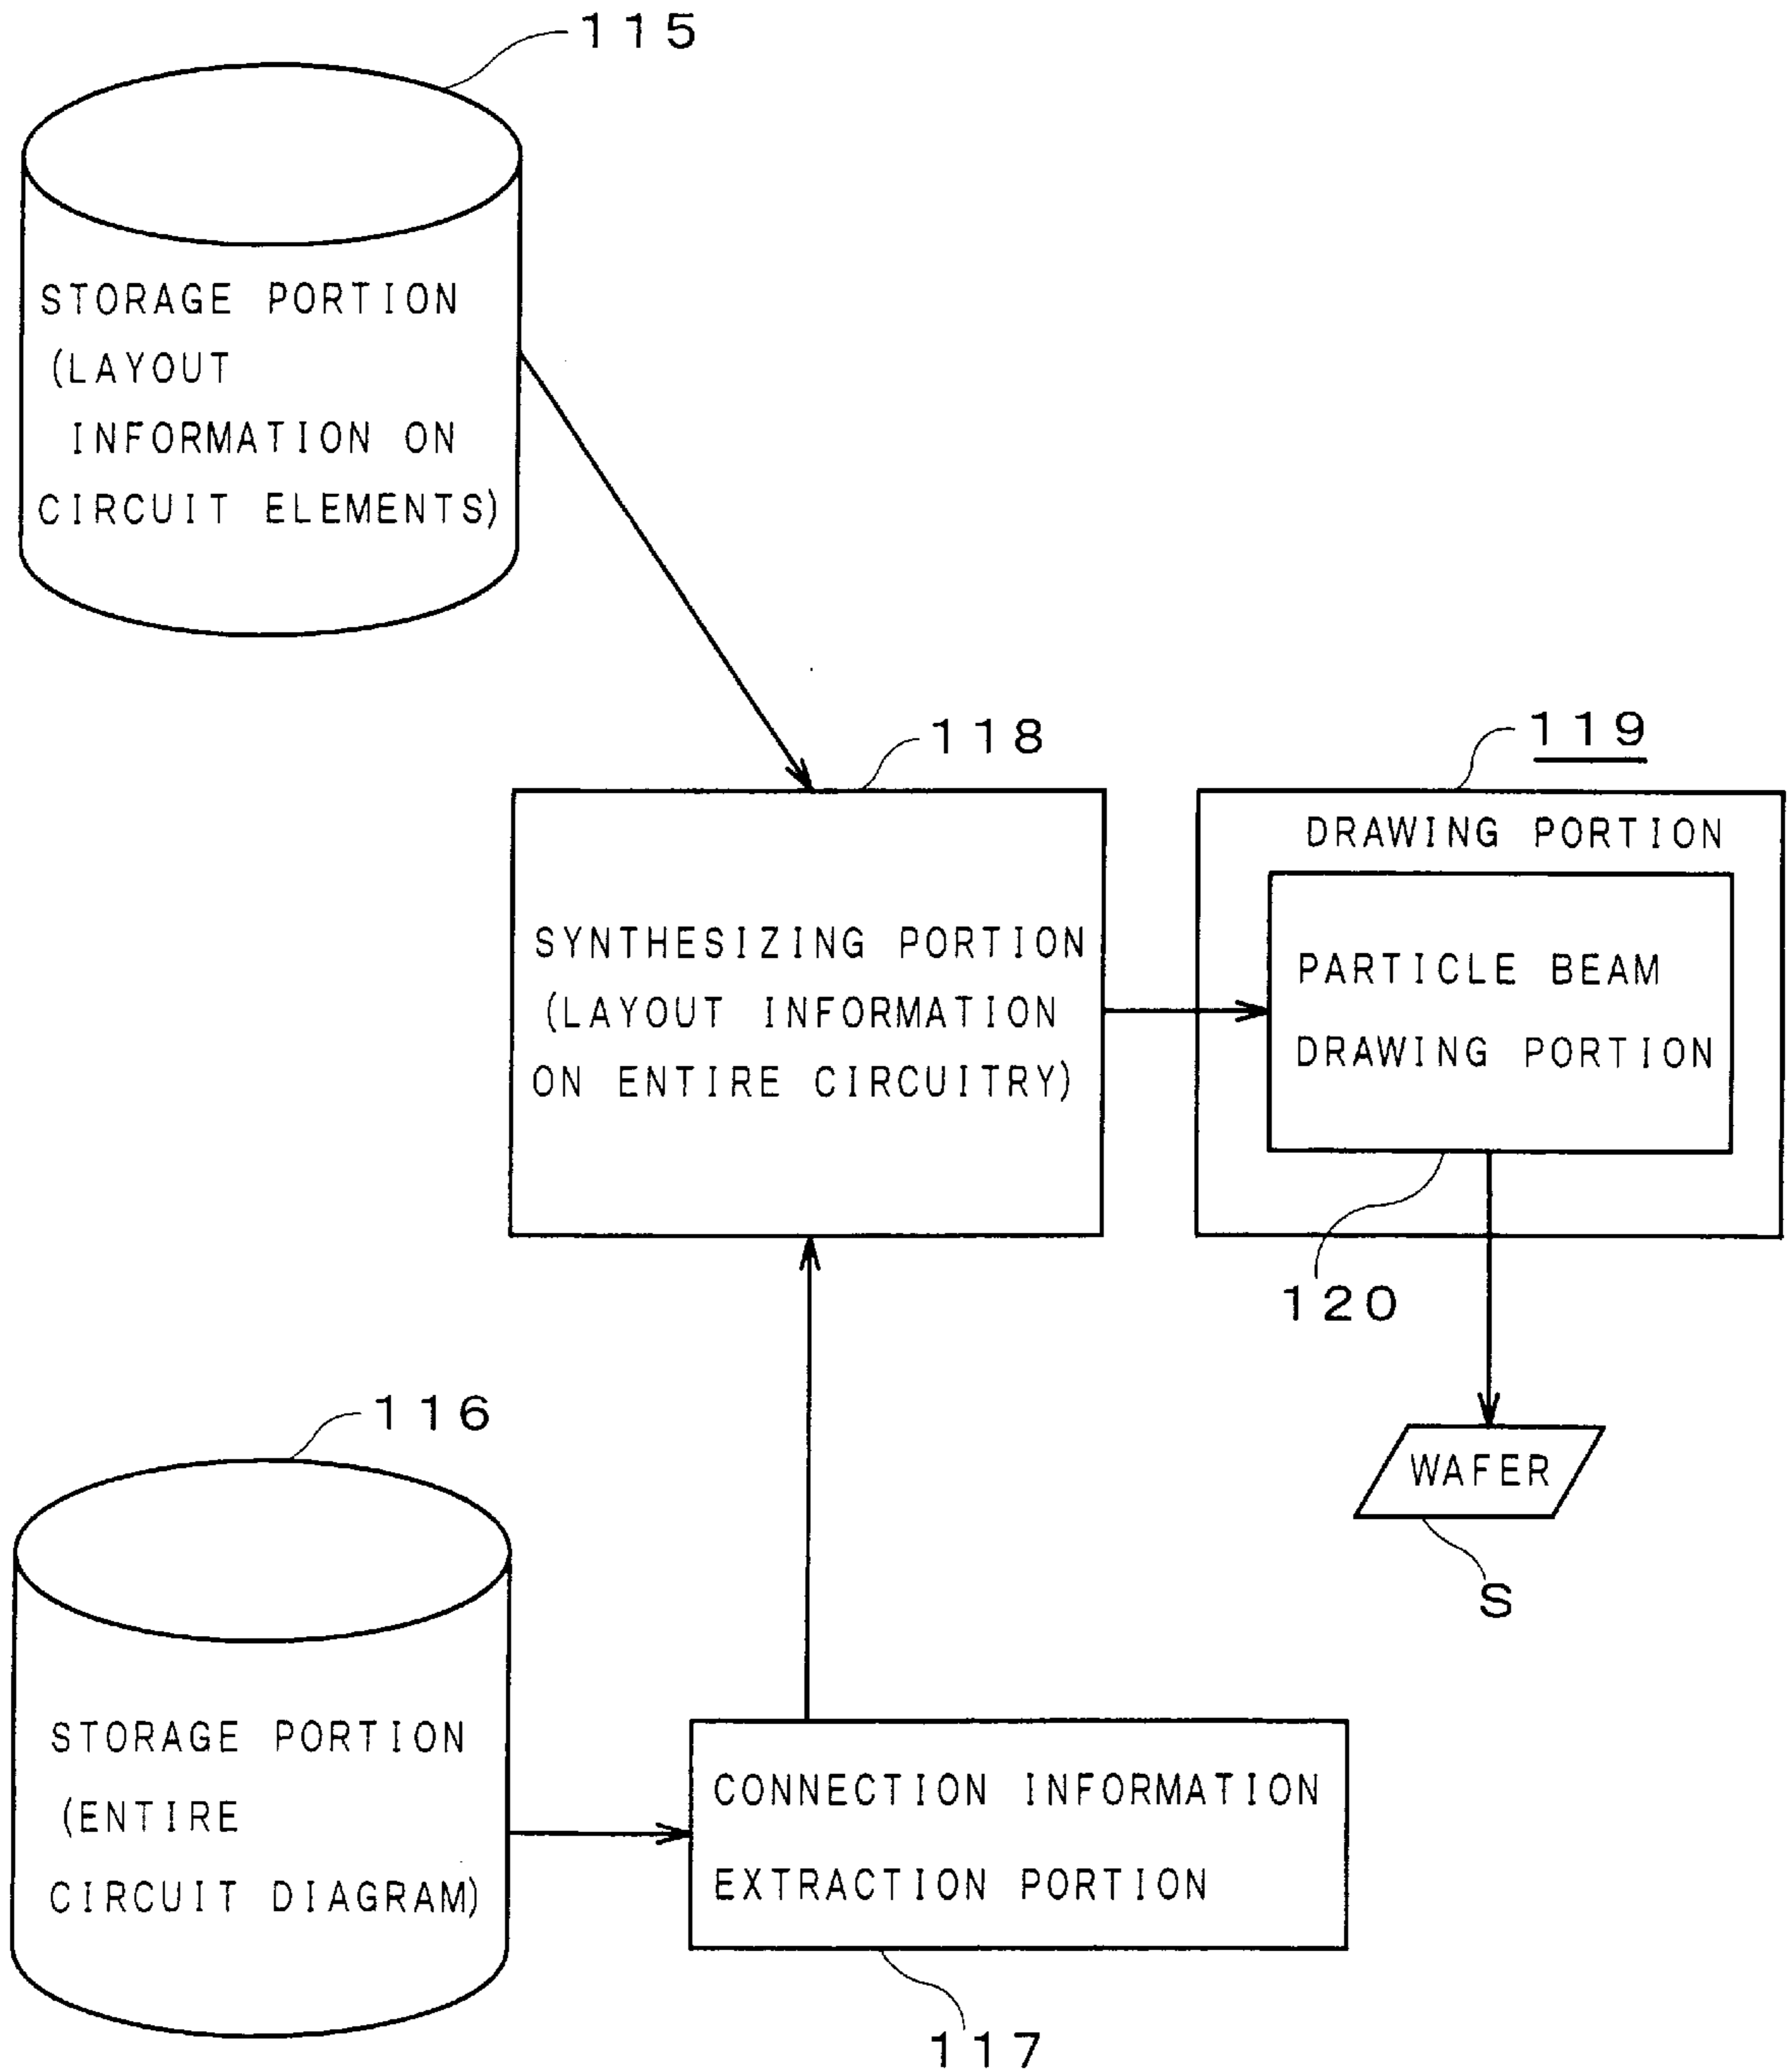 115
STORAGE PORTION
(LAYOUT
INFORMATION ON
CIRCUIT ELEMENTS)
118
119
DRAWING PORTION
SYNTHESIZING PORTION
(LAYOUT INFORMATION
ON ENTIRE CIRCUITRY)
PARTICLE BEAM
DRAWING PORTION
120
WAFER
S
116
STORAGE PORTION
(ENTIRE
CIRCUIT DIAGRAM)
CONNECTION INFORMATION
EXTRACTION PORTION
117